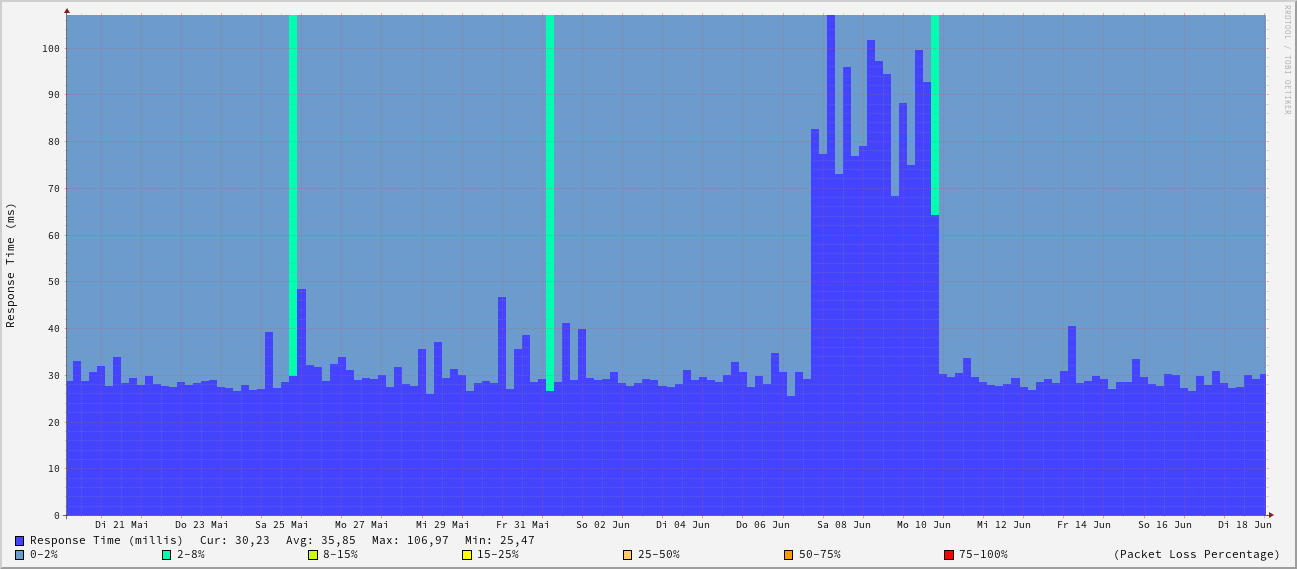 RRDTOOL / TOBI OETIKER
Response Time (ms)
100
90
80
70
60
50
40
30
20
10
0
Di 21 Mai Do 23 Mai Sa 25 Mai Mo 27 Mai Mi 29 Mai Fr 31 Mai So 02 Jun Di 04 Jun Do 06 Jun Sa 08 Jun Mo 10 Jun Mi 12 Jun Fr 14 Jun So 16 Jun Di 18 Jun
Response Time (millis) Cur: 30,23 Avg: 35,85 Max: 106,97 Min: 25,47
0-2% 2-8% 8-15% 15-25% 25-50% 50-75% 75-100% (Packet Loss Percentage)